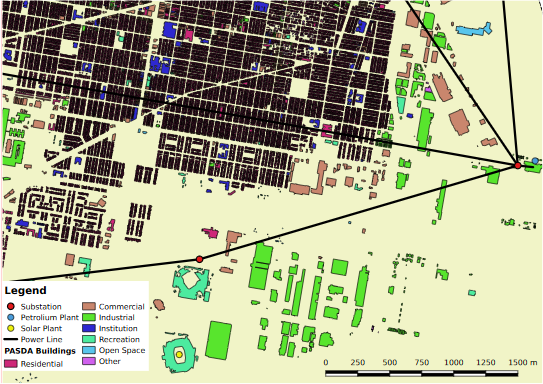 Legend
Substation
Petroplum Plant
Solar Plant
Power Line
PASDA Buildings
Residential
Commercial
Industrial
Institution
Recreation
Open Space
Other
0 250 500 750 1000 1250 1500 m